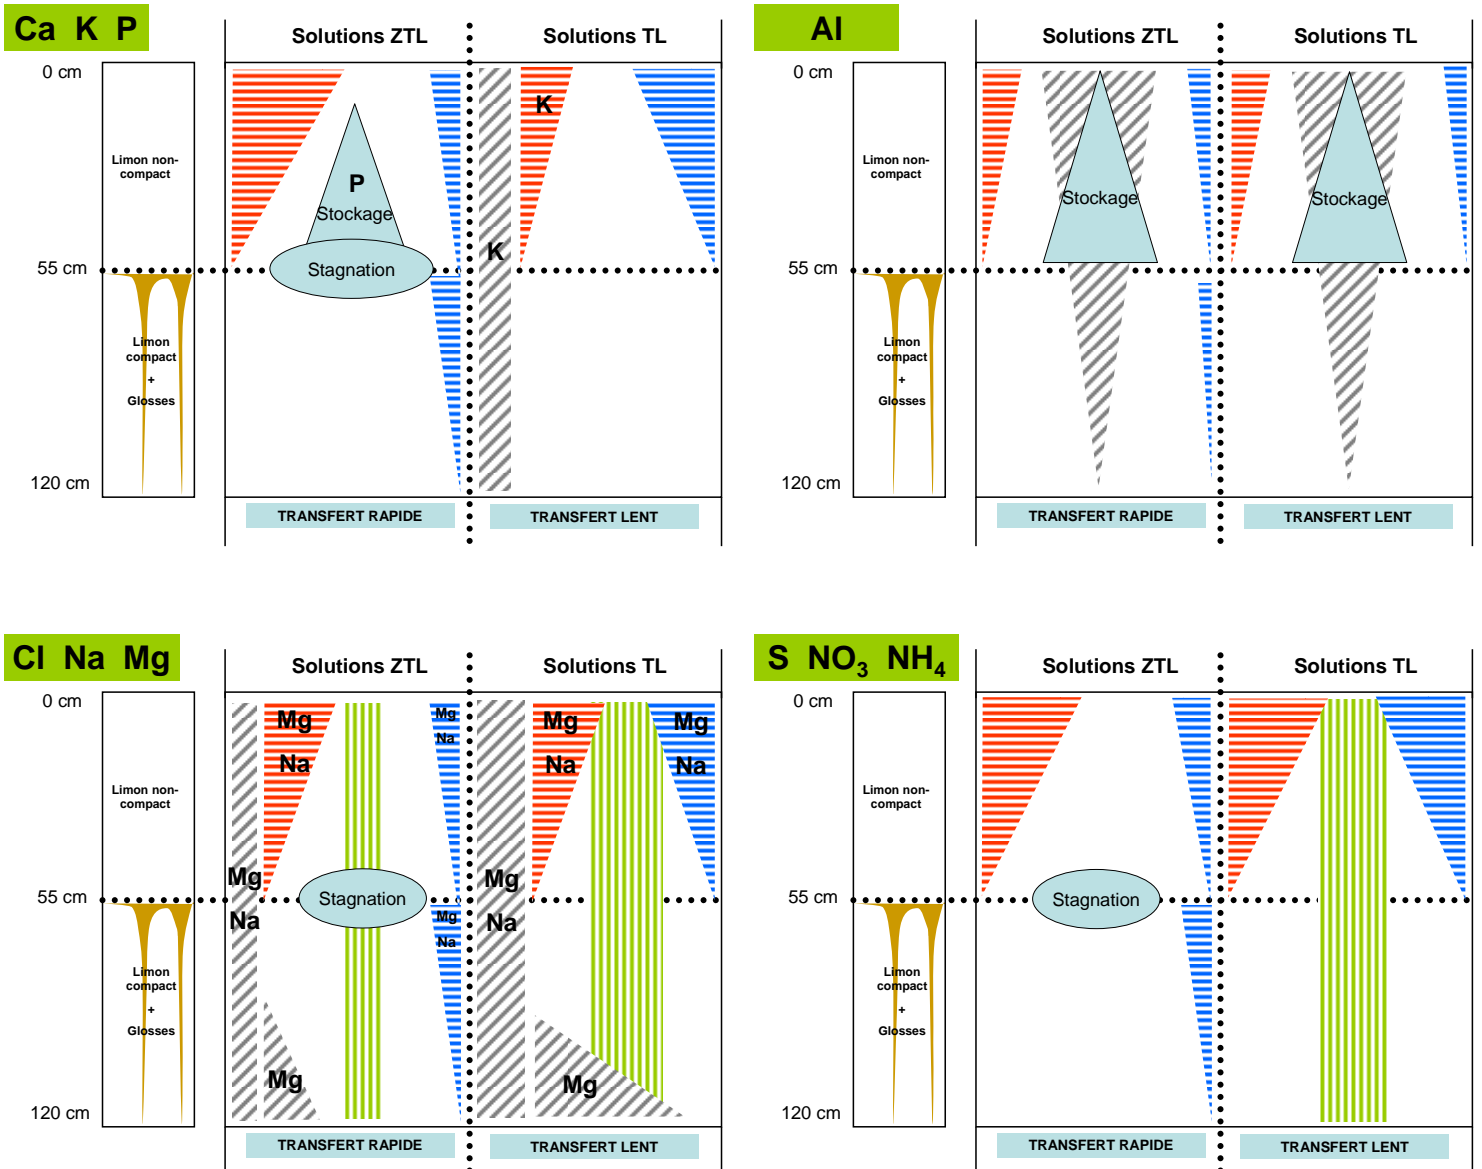 Ca K P
Solutions ZTL
Solutions TL
0 cm
Limon non-
compact
55 cm
Limon
compact
+
Glosses
120 cm
P
Stockage
Stagnation
K
K
TRANSFERT RAPIDE
TRANSFERT LENT
Al
Solutions ZTL
Solutions TL
0 cm
Limon non-
compact
55 cm
Limon
compact
+
Glosses
120 cm
Stockage
Stockage
TRANSFERT RAPIDE
TRANSFERT LENT
Cl Na Mg
Solutions ZTL
Solutions TL
0 cm
Limon non-
compact
55 cm
Limon
compact
+
Glosses
120 cm
Mg
Na
Mg
Na
Mg
Na
Mg
Na
Stagnation
Mg
Na
Mg
Mg
Na
Mg
Na
Mg
TRANSFERT RAPIDE
TRANSFERT LENT
S NO₃ NH₄
Solutions ZTL
Solutions TL
0 cm
Limon non-
compact
55 cm
Limon
compact
+
Glosses
120 cm
Stagnation
TRANSFERT RAPIDE
TRANSFERT LENT